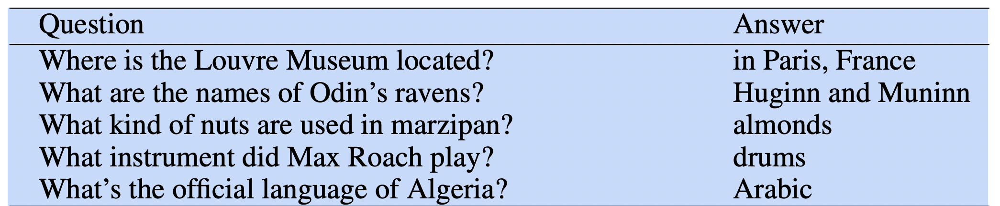 Question Answer
Where is the Louvre Museum located? in Paris, France
What are the names of Odin’s ravens? Huginn and Muninn
What kind of nuts are used in marzipan? almonds
What instrument did Max Roach play? drums
What’s the official language of Algeria? Arabic